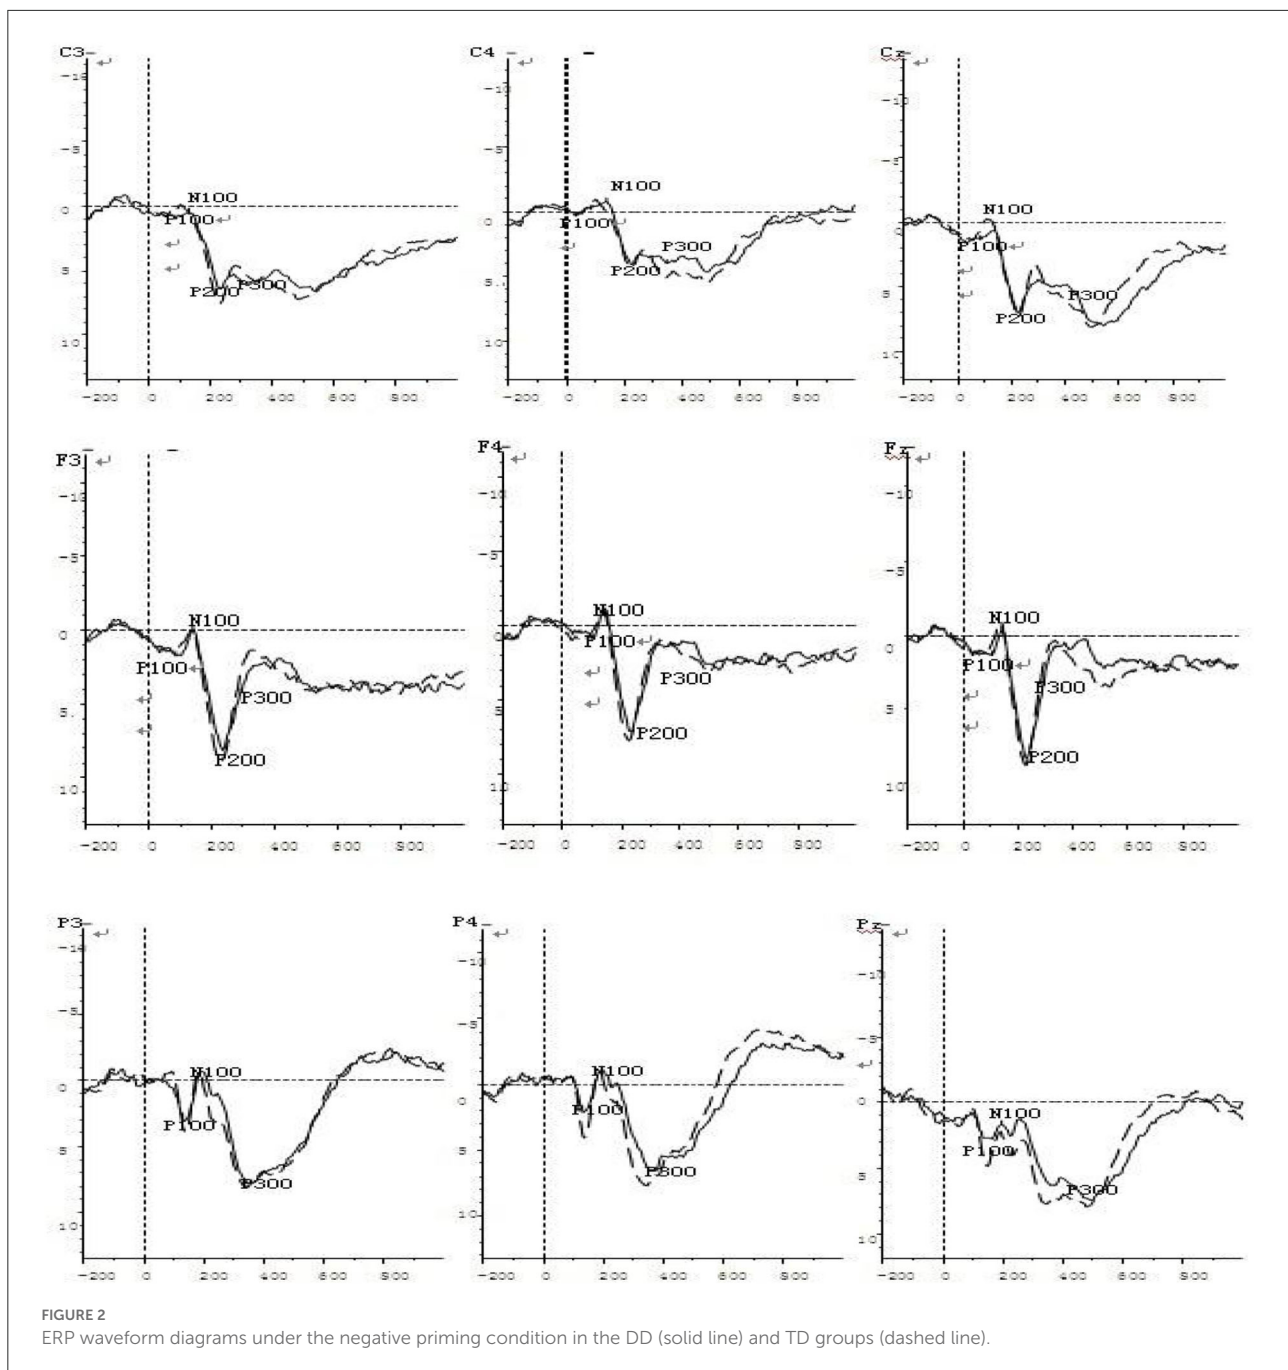 C3
C4
Cz
-10
-10
-10
-5
-5
-5
N100
N100
N100
0
0
0
P100
P100
P100
P300
5
P200
P300
P200
5.
5
P300
P200
10
10
10
-200 0 200 400 600 800
-200 0 200 400 600 800
-200 0 200 400 600 800
F3
F4
Fz
-10
-10
-10
-5
-5
-5
N100
N100
N100
0
0
0
P100
P100
P100
P300
P300
P300
5.
5.
5
P200
P200
P200
10
10
10
-200 0 200 400 600 800
-200 0 200 400 600 800
-200 0 200 400 600 800
P3
P4
Pz
-10
-10
-10
-5
-5
-5
N100
N100
N100
0
0
0
P100
P100
P100
5
5
5
P300
P300
P300
10
10
10
-200 0 200 400 600 800
-200 0 200 400 600 800
-200 0 200 400 600 800
FIGURE 2
ERP waveform diagrams under the negative priming condition in the DD (solid line) and TD groups (dashed line).